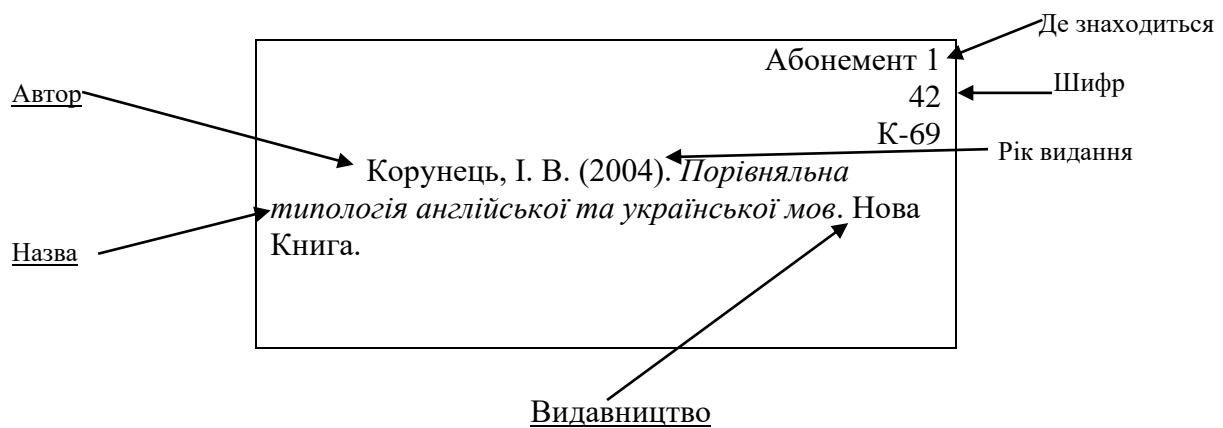 Де знаходиться
Абонемент 1
Автор
42
Шифр
К-69
Рік видання
Корунець, І. В. (2004). Порівняльна
типологія англійської та української мов. Нова
Назва
Книга.
Видавництво